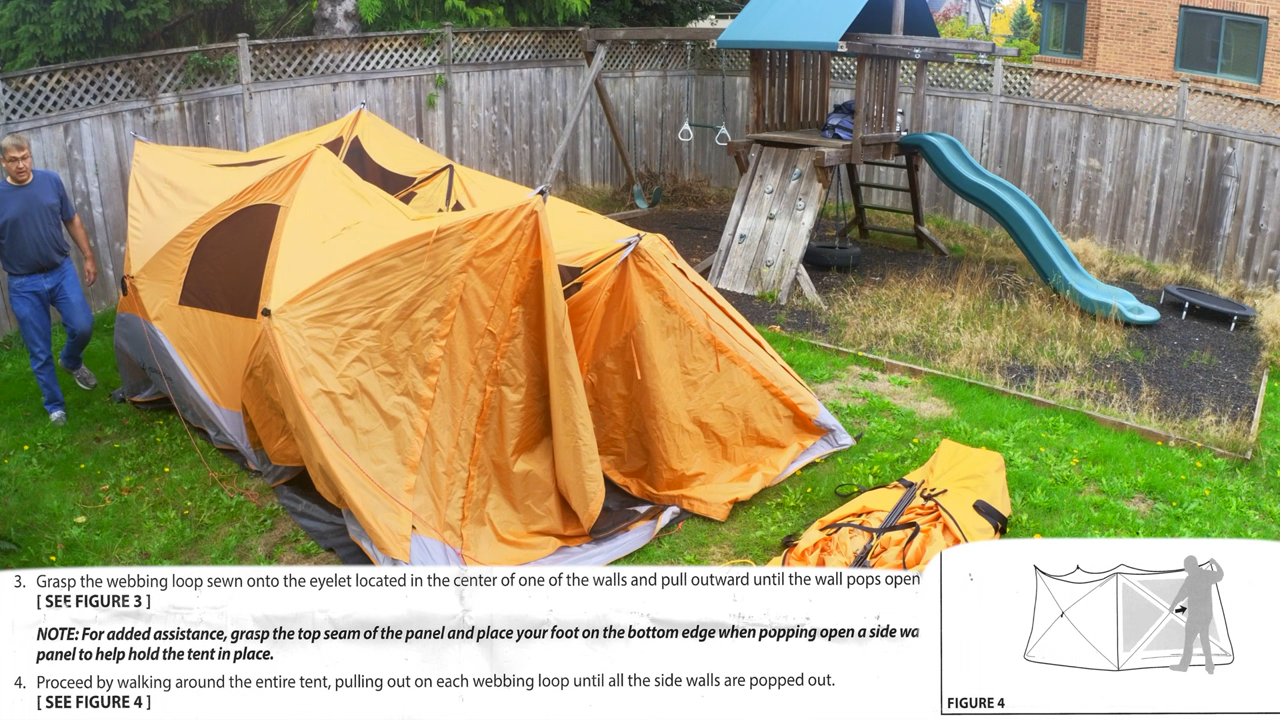 3. Grasp the webbing loop sewn onto the eyelet located in the center of one of the walls and pull outward until the wall pops open
[ SEE FIGURE 3 ]
NOTE: For added assistance, grasp the top seam of the panel and place your foot on the bottom edge when popping open a side wa
panel to help hold the tent in place.
4. Proceed by walking around the entire tent, pulling out on each webbing loop until all the side walls are popped out.
[ SEE FIGURE 4 ]
FIGURE 4